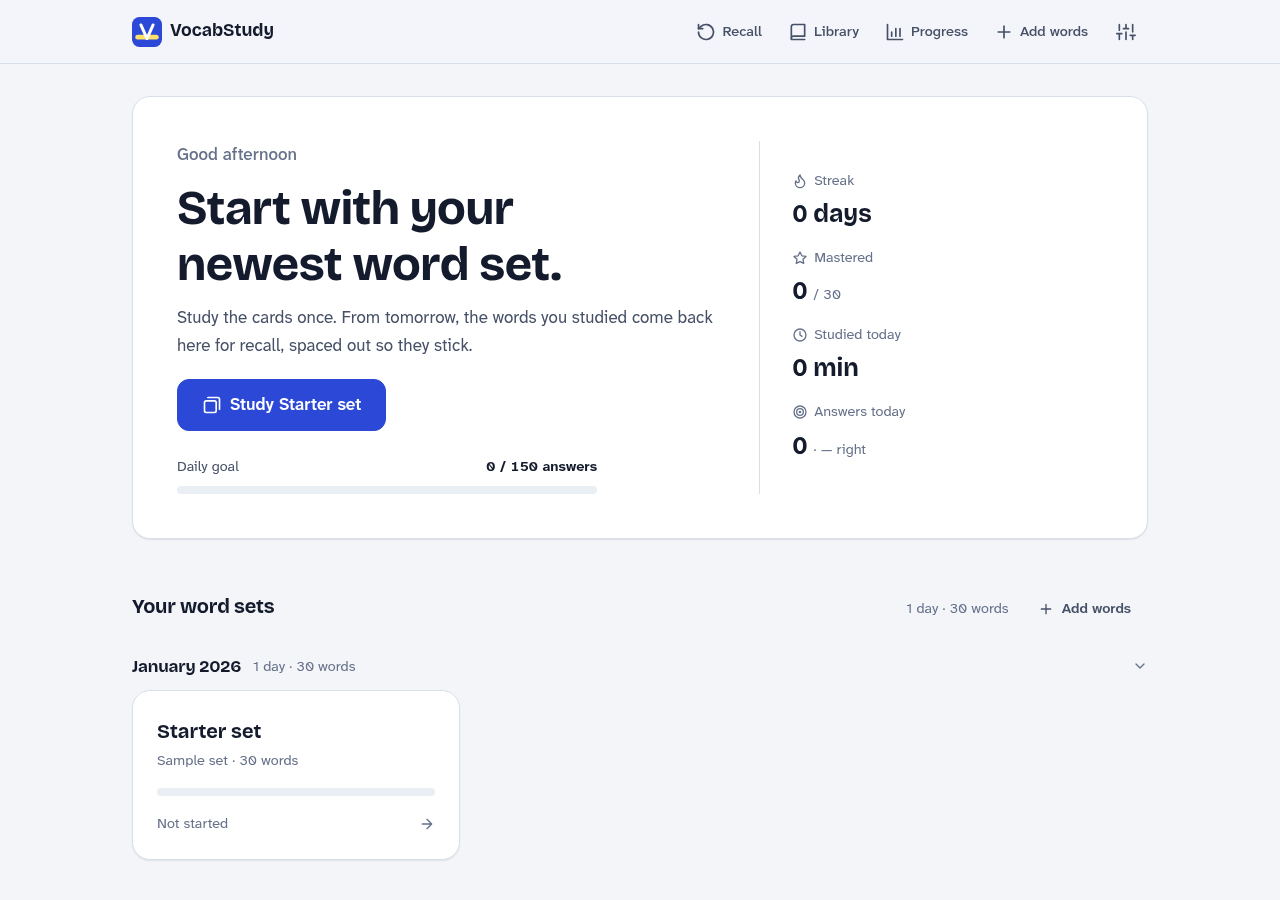 VocabStudy
Recall
Library
Progress
Add words
Good afternoon
Start with your
newest word set.
Study the cards once. From tomorrow, the words you studied come back
here for recall, spaced out so they stick.
Study Starter set
Daily goal
0 / 150 answers
Streak
0 days
Mastered
0 / 30
Studied today
0 min
Answers today
0 · — right
Your word sets
1 day · 30 words
Add words
January 2026
1 day · 30 words
Starter set
Sample set · 30 words
Not started